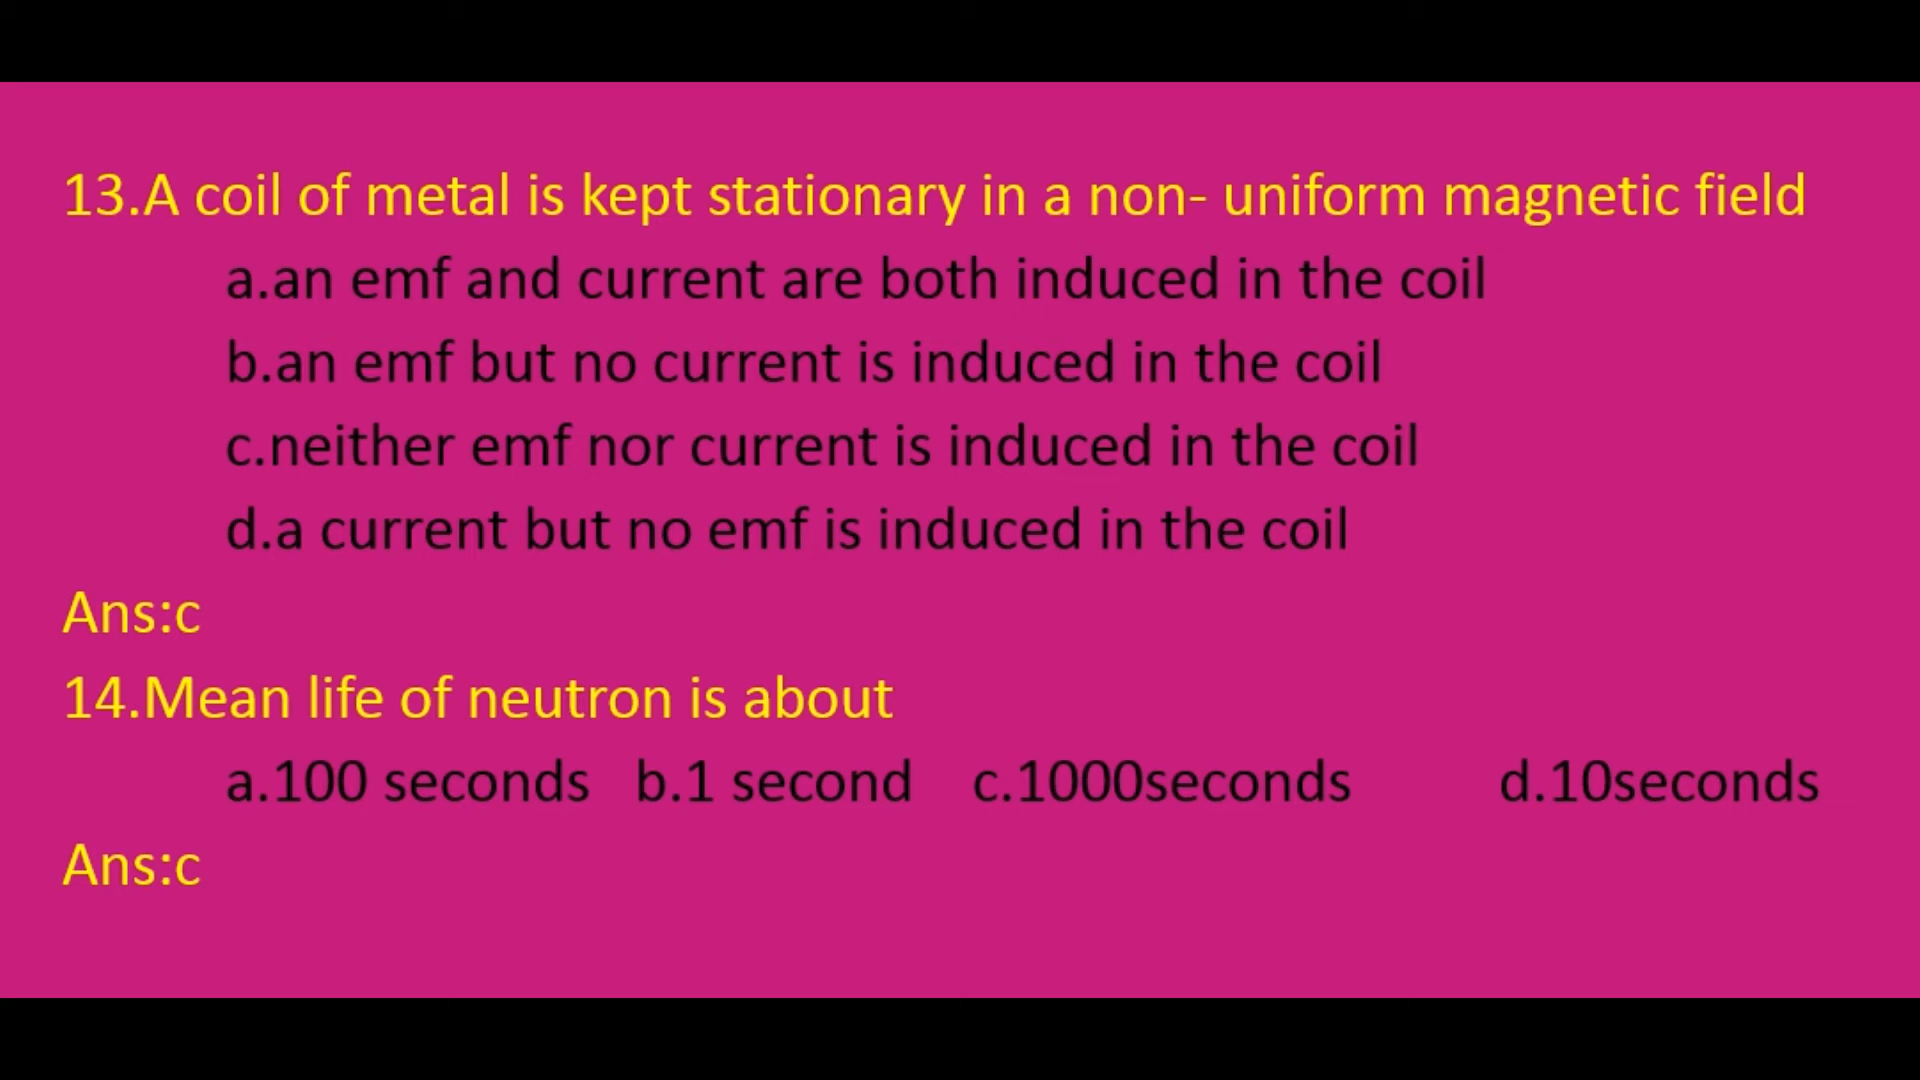 13.A coil of metal is kept stationary in a non- uniform magnetic field
a.an emf and current are both induced in the coil
b.an emf but no current is induced in the coil
c.neither emf nor current is induced in the coil
d.a current but no emf is induced in the coil
Ans:c
14.Mean life of neutron is about
a.100 seconds b.1 second c.1000seconds d.10seconds
Ans:c